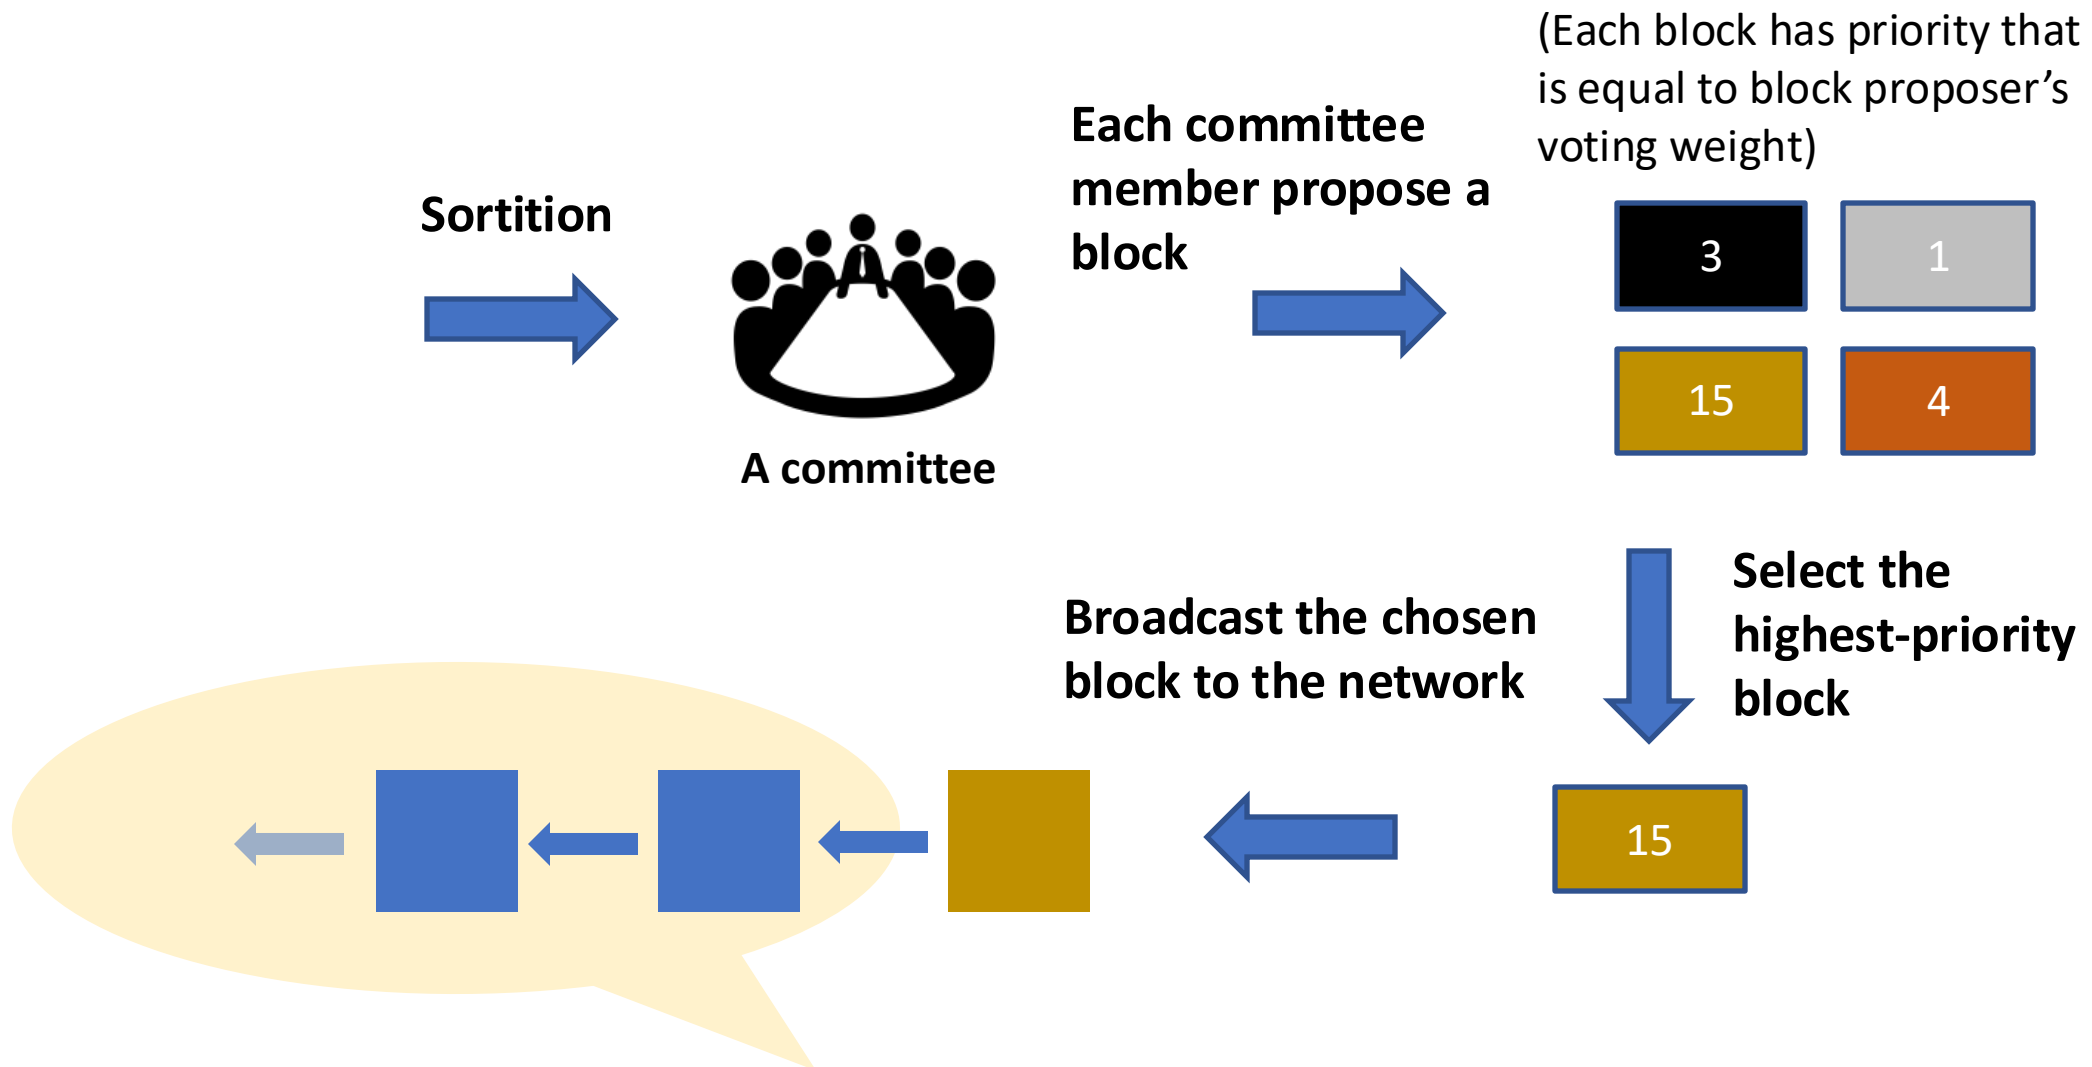 Sortition
A committee
Each committee
member propose a
block
(Each block has priority that
is equal to block proposer’s
voting weight)
3
1
15
4
Select the
highest-priority
block
15
Broadcast the chosen
block to the network